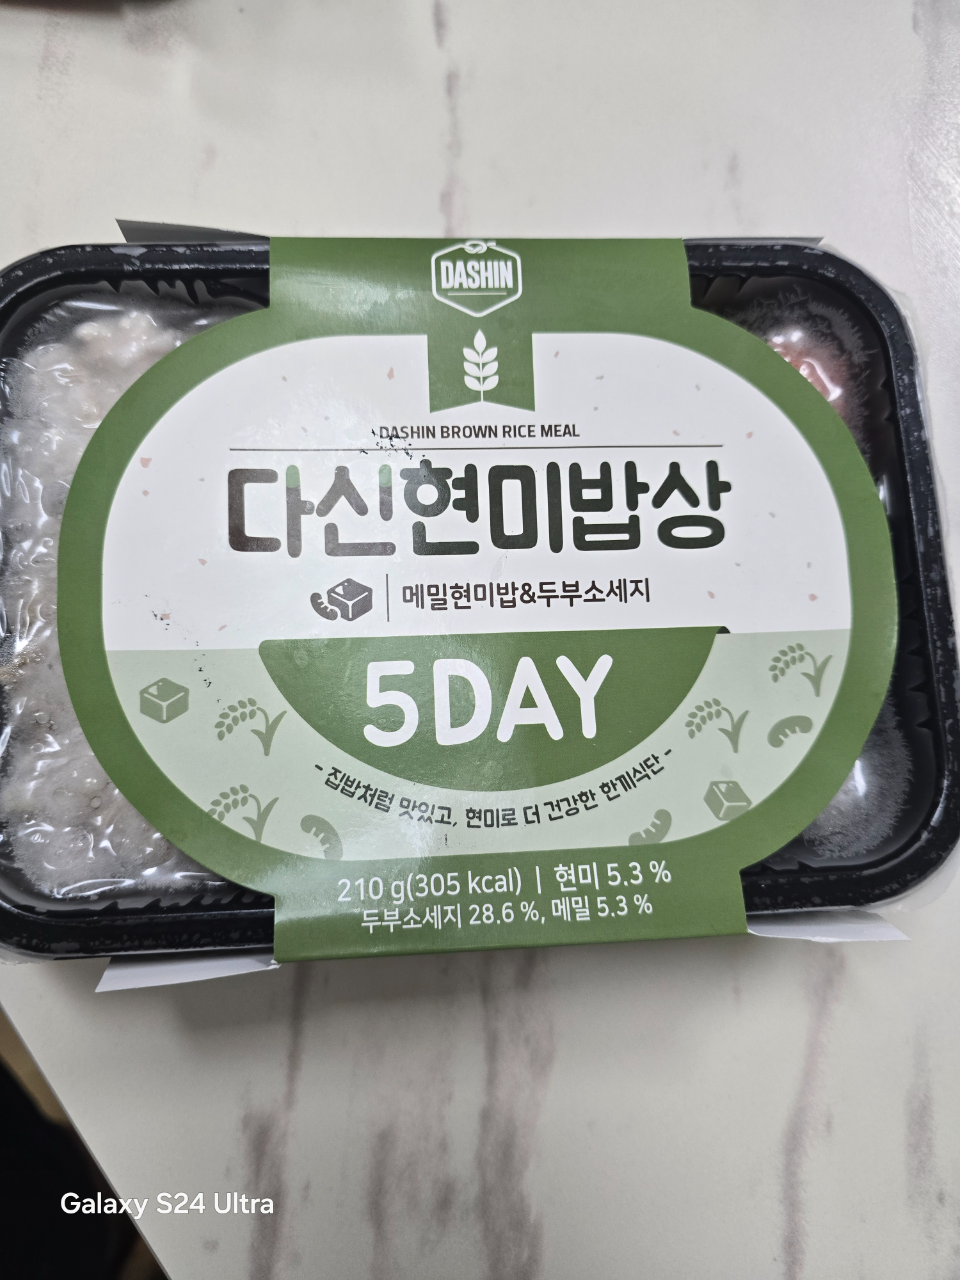 DASHIN
DASHIN BROWN RICE MEAL
다신현미밥상
메밀현미밥&두부소세지
5DAY
- 집밥처럼 맛있고, 현미로 더 건강한 한끼식단 -
210 g(305 kcal) | 현미 5.3 %
두부소세지 28.6 %, 메밀 5.3 %
Galaxy S24 Ultra